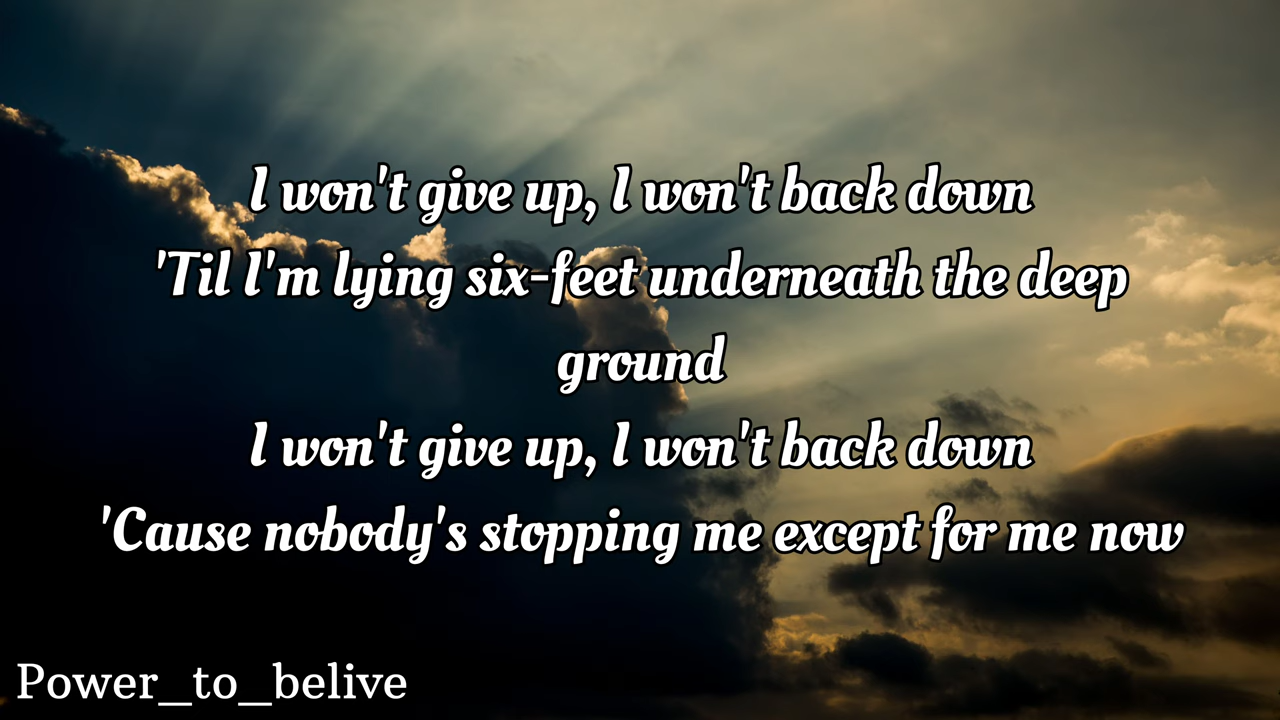 I won't give up, I won't back down
'Til I'm lying six-feet underneath the deep
ground
I won't give up, I won't back down
'Cause nobody's stopping me except for me now
Power_to_belive